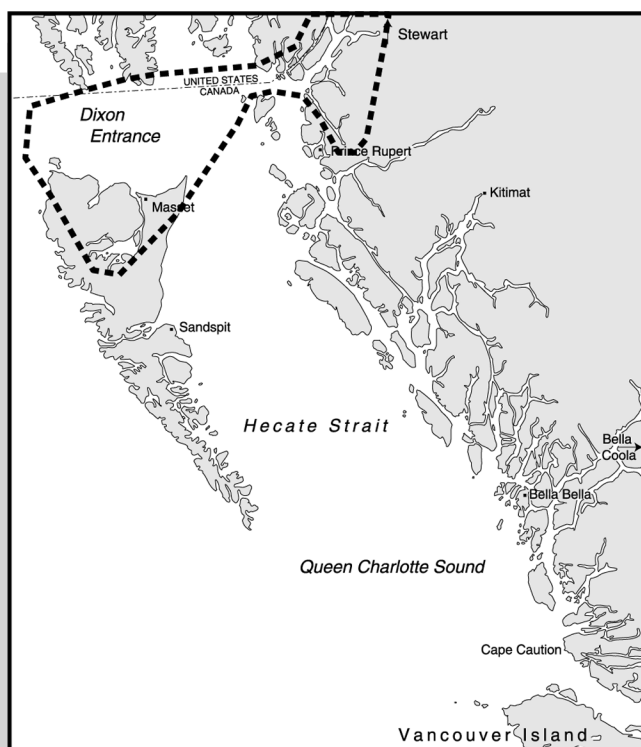 Stewart
UNITED STATES
CANADA
Dixon
Entrance
Prince Rupert
Masset
Kitimat
Sandspit
Hecate Strait
Bella
Coola
Bella Bella
Queen Charlotte Sound
Cape Caution
Vancouver Island